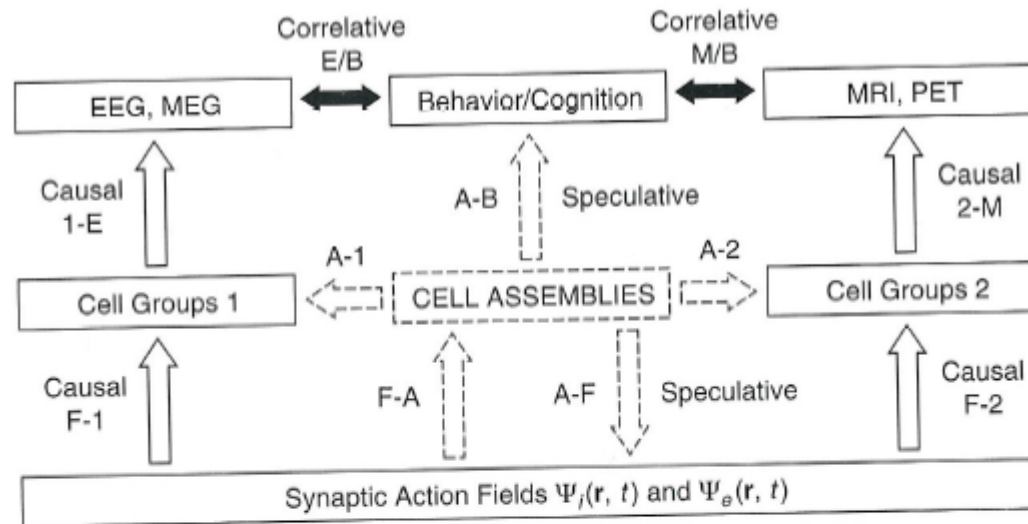 Correlative
E/B
Correlative
M/B
EEG, MEG
Behavior/Cognition
MRI, PET
Causal
1-E
A-B
Speculative
Causal
2-M
A-1
A-2
Cell Groups 1
CELL ASSEMBLIES
Cell Groups 2
Causal
F-1
F-A
A-F
Speculative
Causal
F-2
Synaptic Action Fields Ψi(r, t) and Ψe(r, t)